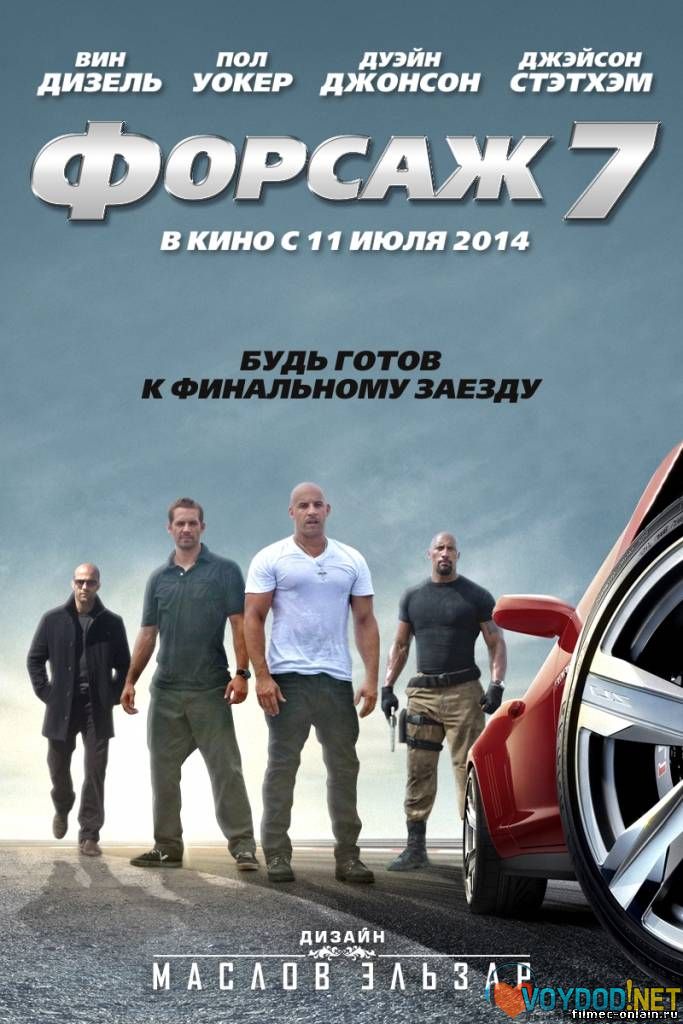 ВИН ПОЛ ДУЭЙН ДЖЭЙСОН
ДИЗЕЛЬ УОКЕР ДЖОНСОН СТЭТХЭМ
ФОРСАЖ 7
В КИНО С 11 ИЮЛЯ 2014
БУДЬ ГОТОВ
К ФИНАЛЬНОМУ ЗАЕЗДУ
ДИЗАЙН
МАСЛОВ ЭЛЬЗАР
VOYDOD!NET
filmec-onlain.ru